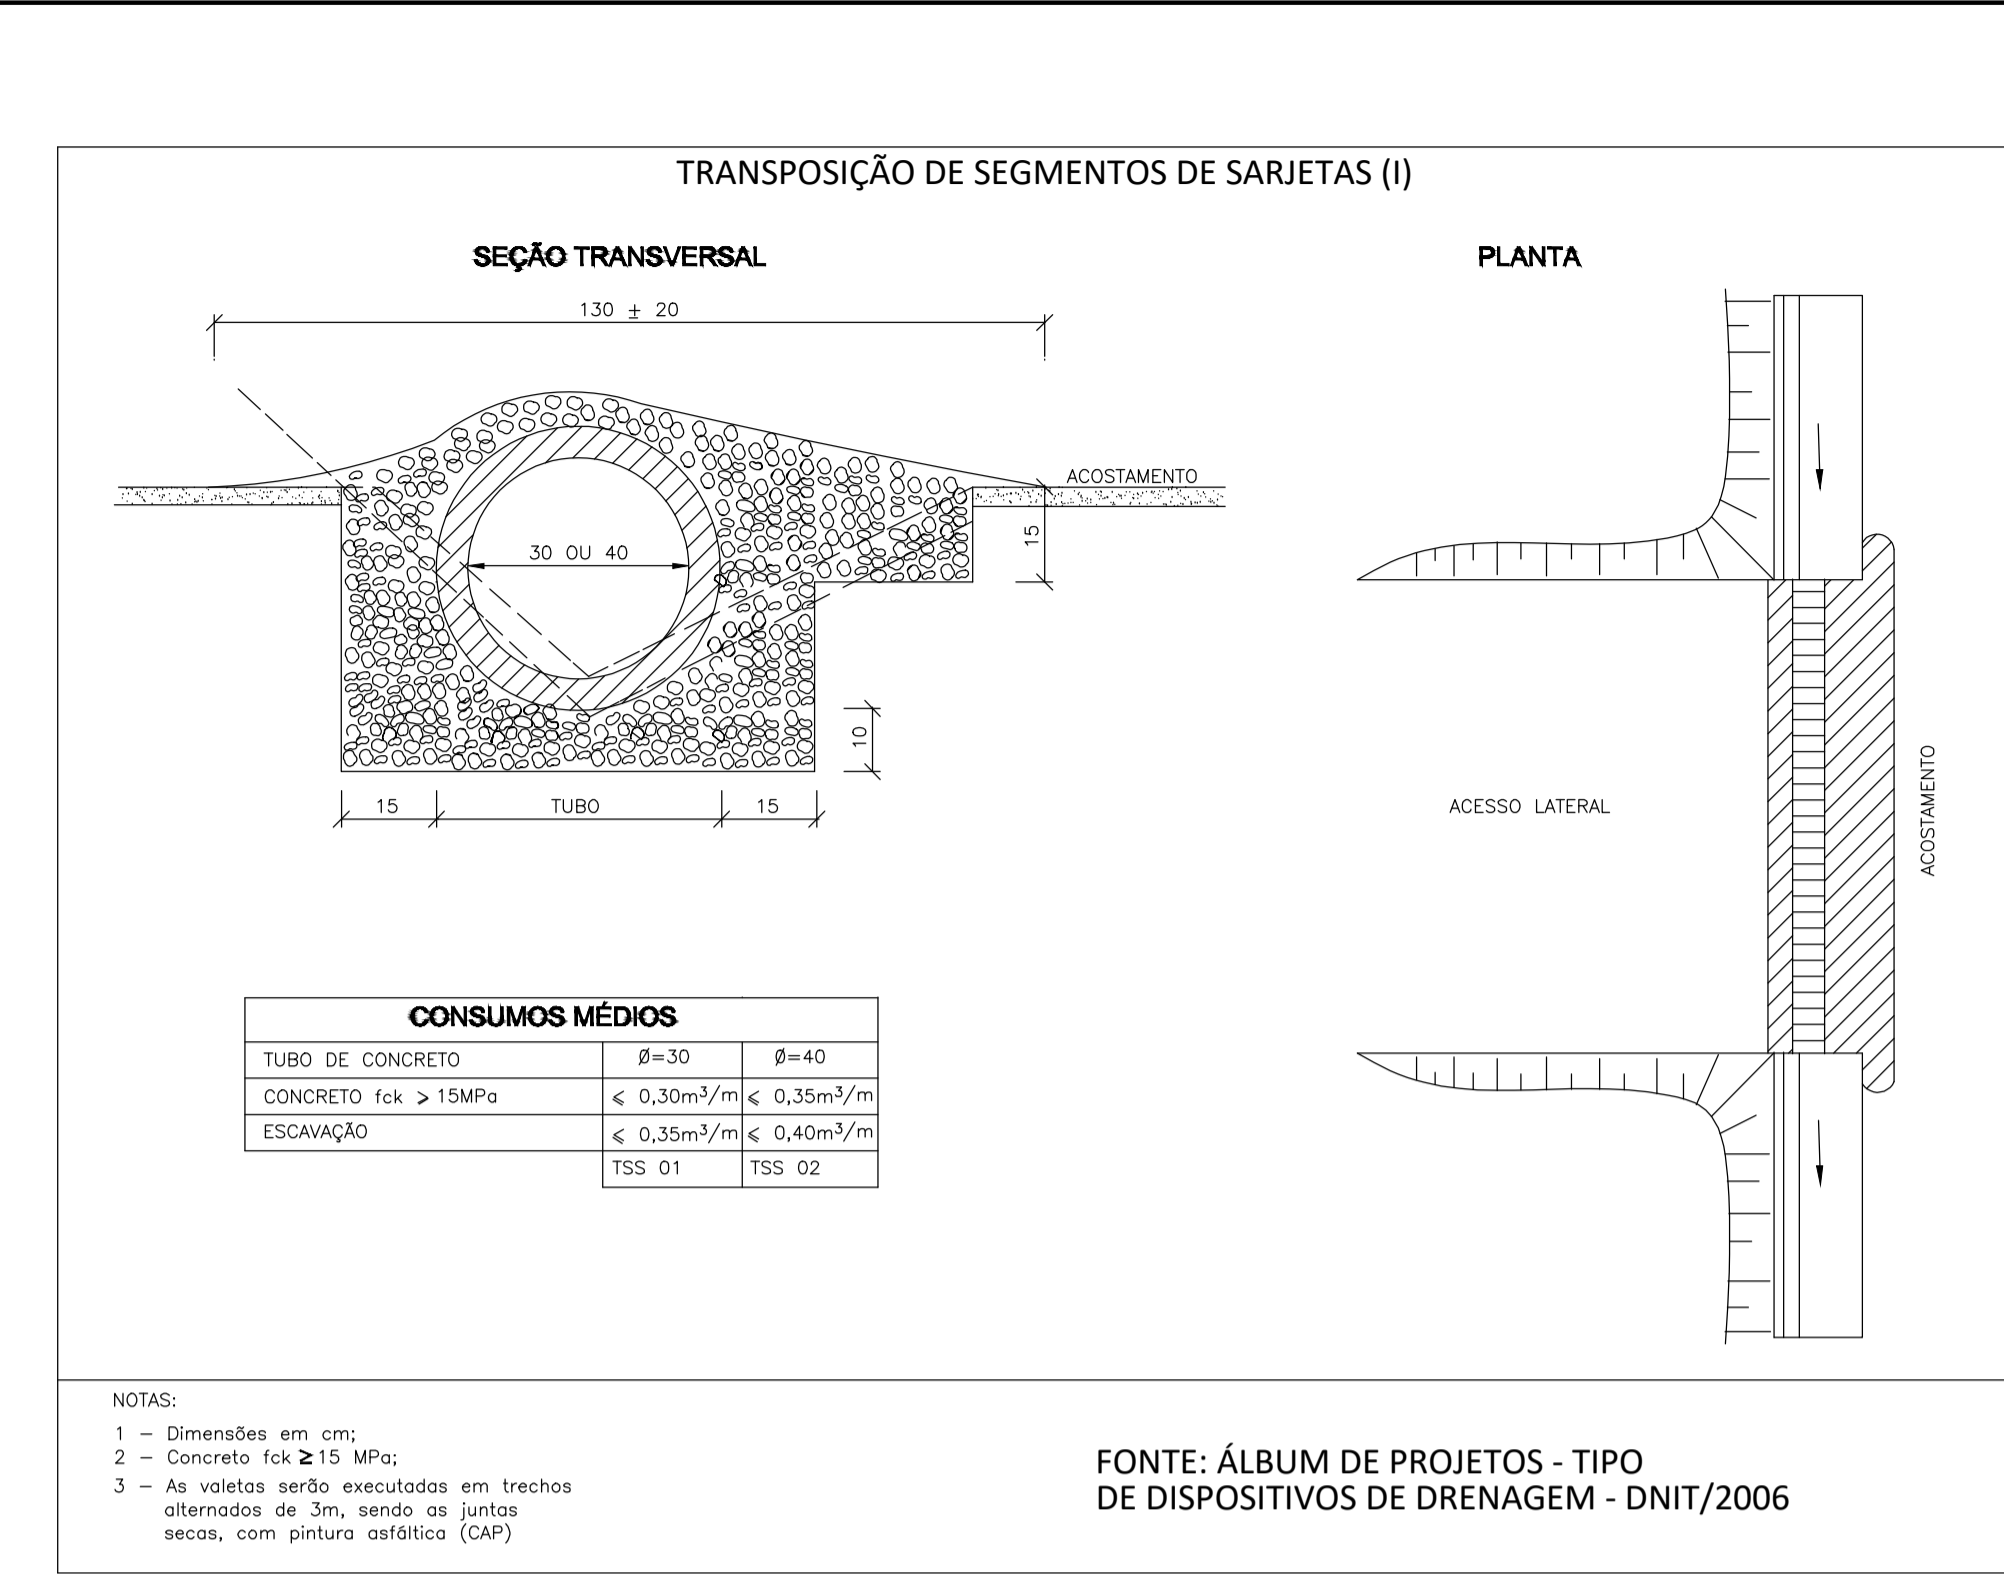 TRANSPOSIÇÃO DE SEGMENTOS DE SARJETAS (I)
SEÇÃO TRANSVERSAL
130 ± 20
ACOSTAMENTO
30 OU 40
15
10
15 TUBO 15
PLANTA
ACESSO LATERAL
ACOSTAMENTO
CONSUMOS MÉDIOS
TUBO DE CONCRETO Ø=30 Ø=40
CONCRETO fck > 15MPa ⩽ 0,30m³/m ⩽ 0,35m³/m
ESCAVAÇÃO ⩽ 0,35m³/m ⩽ 0,40m³/m
TSS 01 TSS 02
NOTAS:
1 – Dimensões em cm;
2 – Concreto fck ≥15 MPa;
3 – As valetas serão executadas em trechos
alternados de 3m, sendo as juntas
secas, com pintura asfáltica (CAP)
FONTE: ÁLBUM DE PROJETOS - TIPO
DE DISPOSITIVOS DE DRENAGEM - DNIT/2006